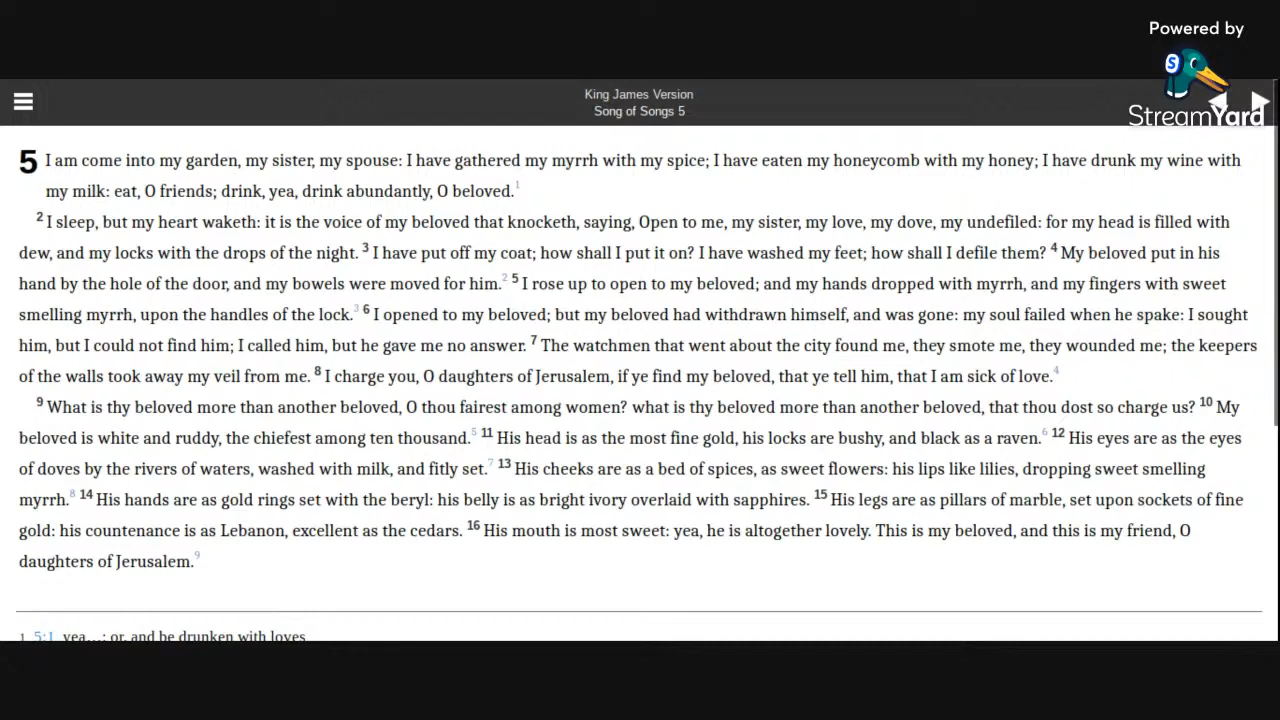 Powered by
StreamYard
King James Version
Song of Songs 5
5 I am come into my garden, my sister, my spouse: I have gathered my myrrh with my spice; I have eaten my honeycomb with my honey; I have drunk my wine with
my milk: eat, O friends; drink, yea, drink abundantly, O beloved.1
2 I sleep, but my heart waketh: it is the voice of my beloved that knocketh, saying, Open to me, my sister, my love, my dove, my undefiled: for my head is filled with
dew, and my locks with the drops of the night. 3 I have put off my coat; how shall I put it on? I have washed my feet; how shall I defile them? 4 My beloved put in his
hand by the hole of the door, and my bowels were moved for him.2 5 I rose up to open to my beloved; and my hands dropped with myrrh, and my fingers with sweet
smelling myrrh, upon the handles of the lock.3 6 I opened to my beloved; but my beloved had withdrawn himself, and was gone: my soul failed when he spake: I sought
him, but I could not find him; I called him, but he gave me no answer. 7 The watchmen that went about the city found me, they smote me, they wounded me; the keepers
of the walls took away my veil from me. 8 I charge you, O daughters of Jerusalem, if ye find my beloved, that ye tell him, that I am sick of love.4
9 What is thy beloved more than another beloved, O thou fairest among women? what is thy beloved more than another beloved, that thou dost so charge us? 10 My
beloved is white and ruddy, the chiefest among ten thousand.5 11 His head is as the most fine gold, his locks are bushy, and black as a raven.6 12 His eyes are as the eyes
of doves by the rivers of waters, washed with milk, and fitly set.7 13 His cheeks are as a bed of spices, as sweet flowers: his lips like lilies, dropping sweet smelling
myrrh.8 14 His hands are as gold rings set with the beryl: his belly is as bright ivory overlaid with sapphires. 15 His legs are as pillars of marble, set upon sockets of fine
gold: his countenance is as Lebanon, excellent as the cedars. 16 His mouth is most sweet: yea, he is altogether lovely. This is my beloved, and this is my friend, O
daughters of Jerusalem.9
1 5:1 yea…: or, and be drunken with loves